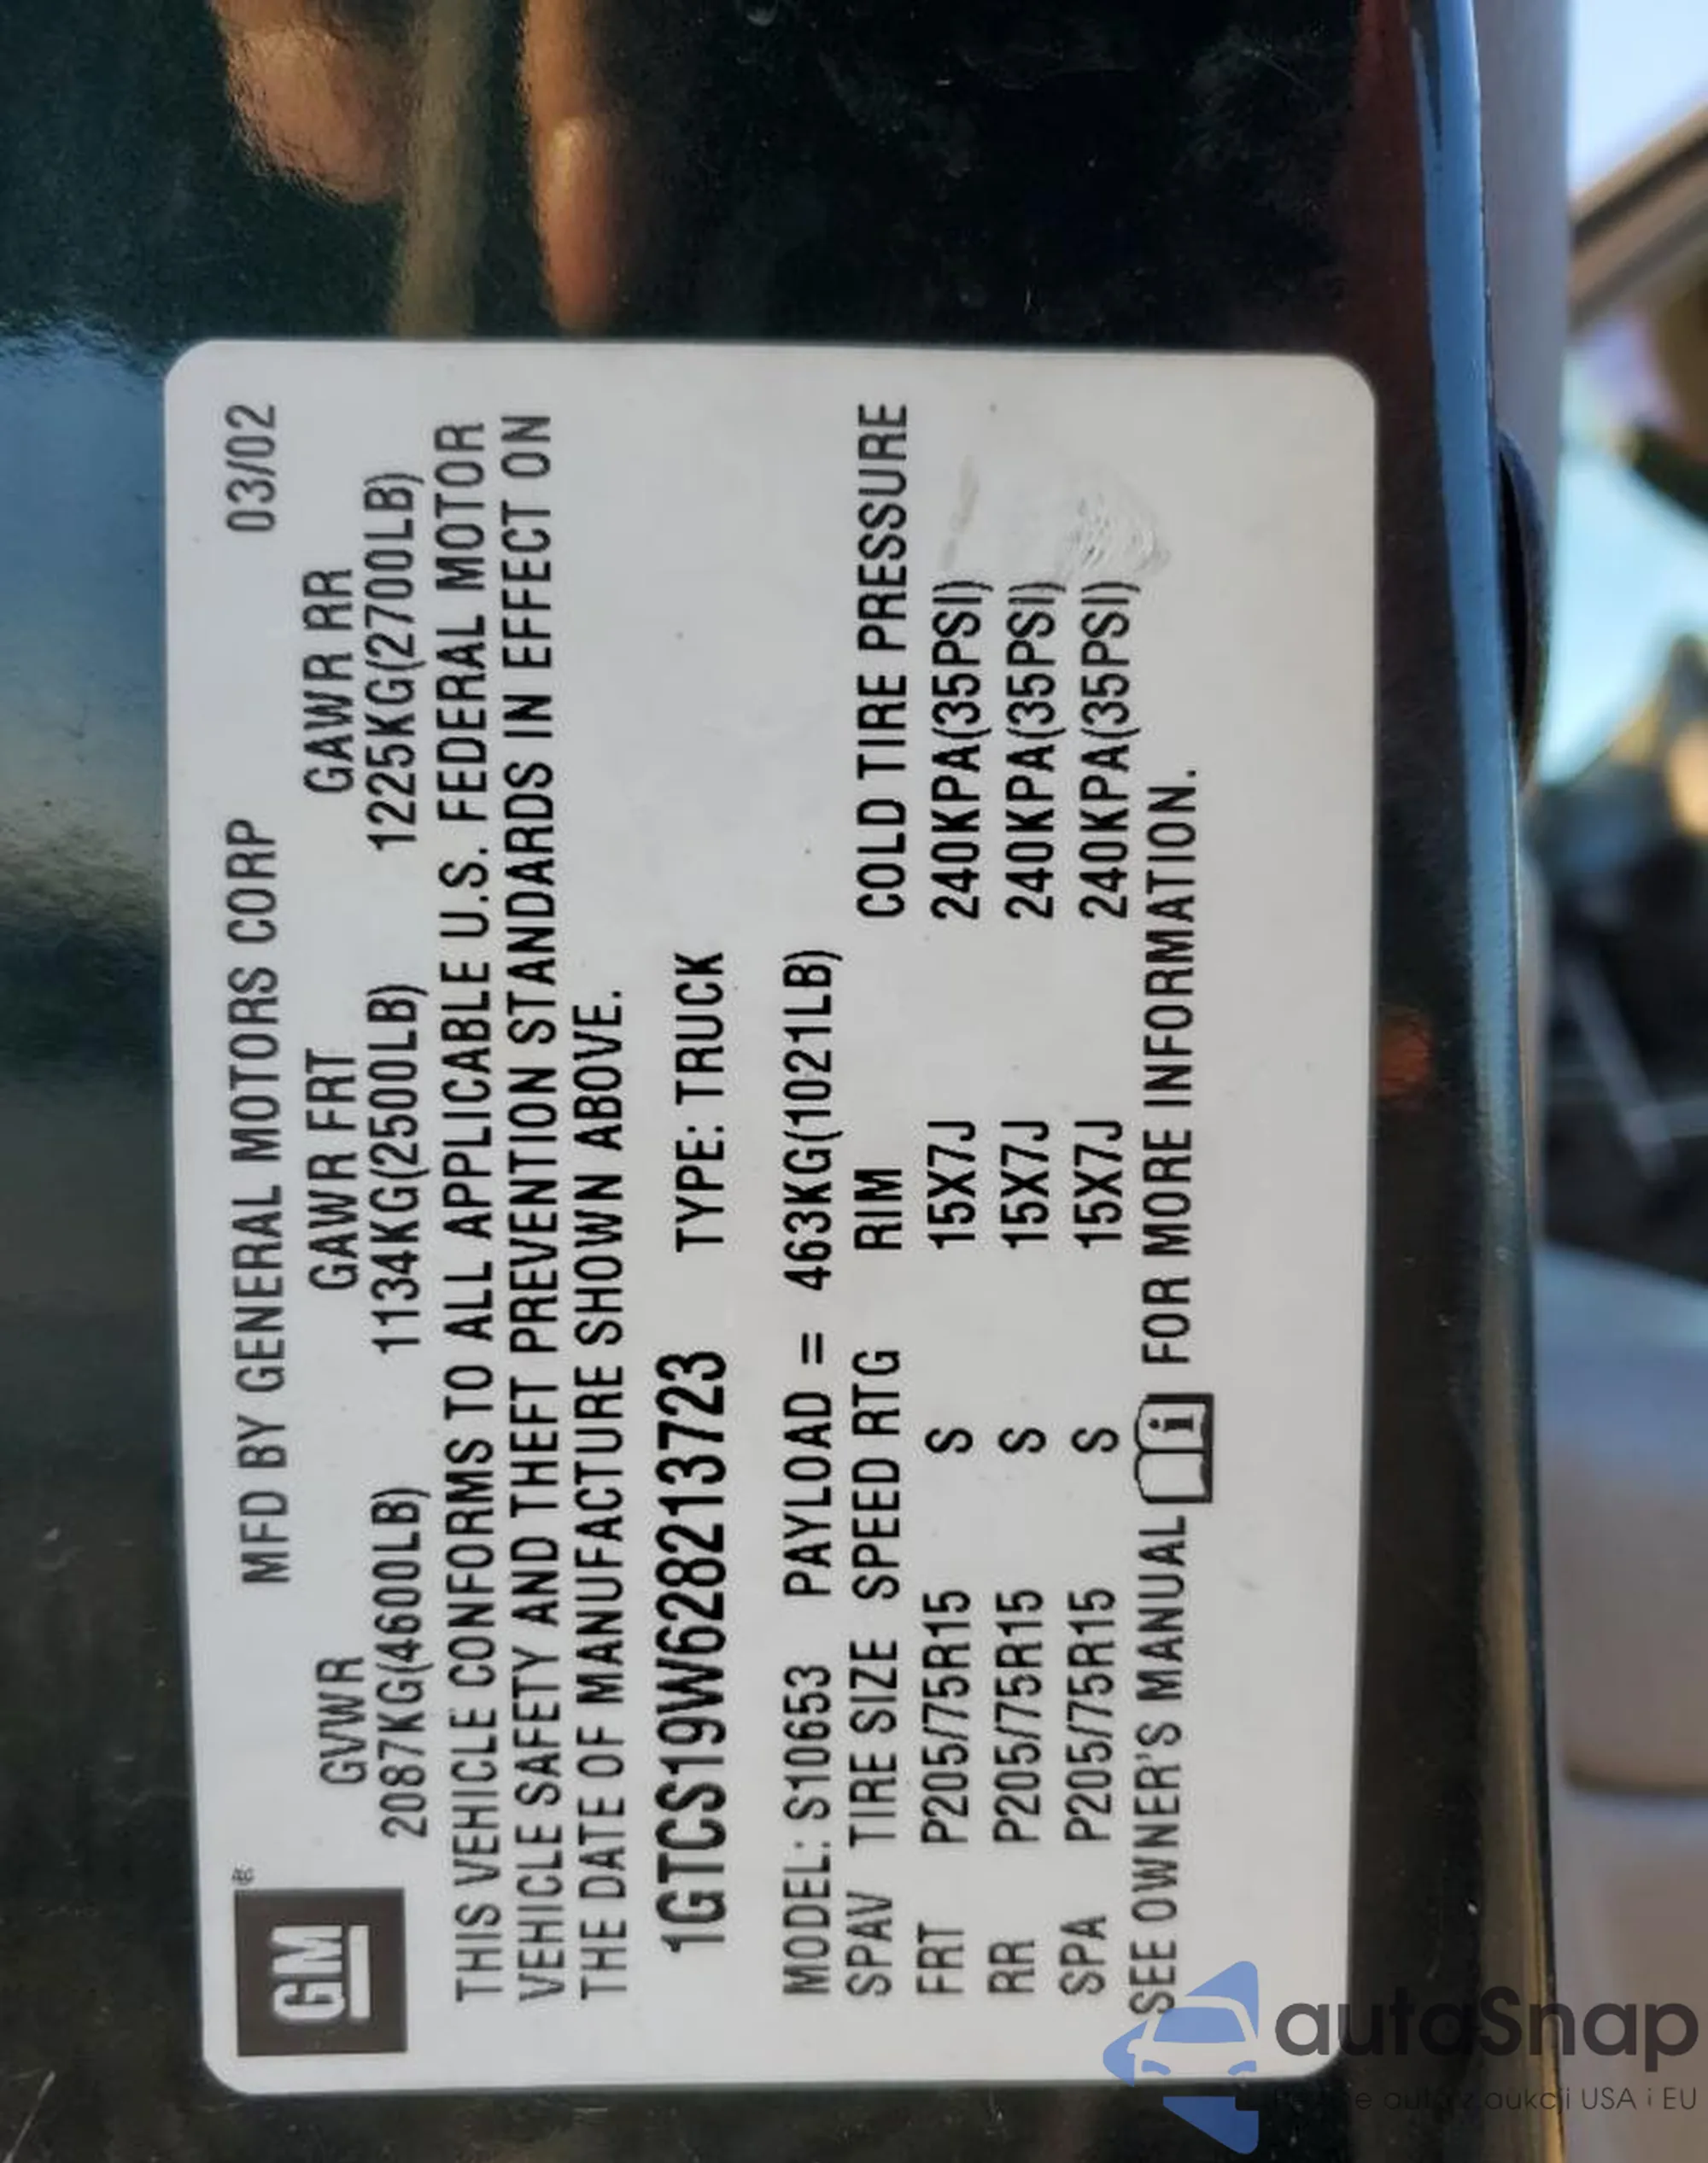 GM®
MFD BY GENERAL MOTORS CORP 03/02
GVWR GAWR FRT GAWR RR
2087KG(4600LB) 1134KG(2500LB) 1225KG(2700LB)
THIS VEHICLE CONFORMS TO ALL APPLICABLE U.S. FEDERAL MOTOR
VEHICLE SAFETY AND THEFT PREVENTION STANDARDS IN EFFECT ON
THE DATE OF MANUFACTURE SHOWN ABOVE.
1GTCS19W628213723 TYPE: TRUCK
MODEL: S10653 PAYLOAD = 463KG(1021LB)
SPAV TIRE SIZE SPEED RTG RIM COLD TIRE PRESSURE
FRT P205/75R15 S 15X7J 240KPA(35PSI)
RR P205/75R15 S 15X7J 240KPA(35PSI)
SPA P205/75R15 S 15X7J 240KPA(35PSI)
SEE OWNER'S MANUAL i FOR MORE INFORMATION.
autaSnap
aukcji USA i EU